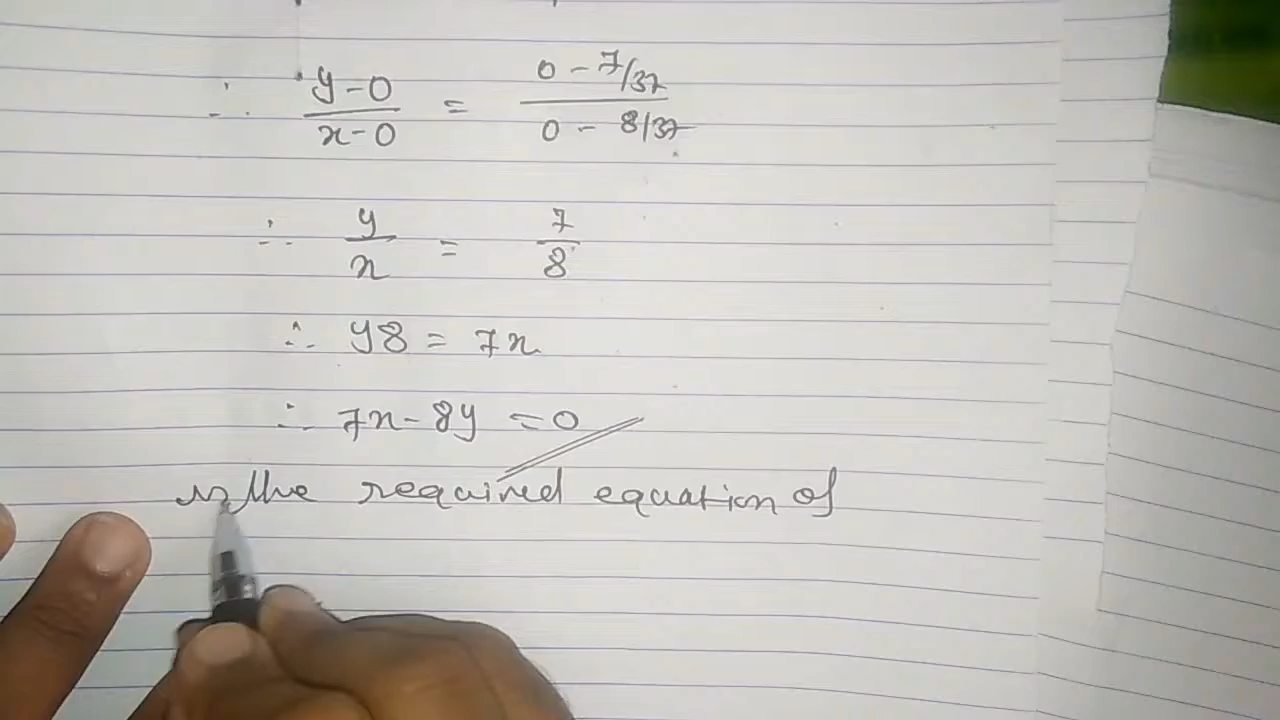 ∴ y-0/x-0 = 0-7/37/0-8/37
∴ y/x = 7/8
∴ y8 = 7x
∴ 7x-8y =0
is the required equation of